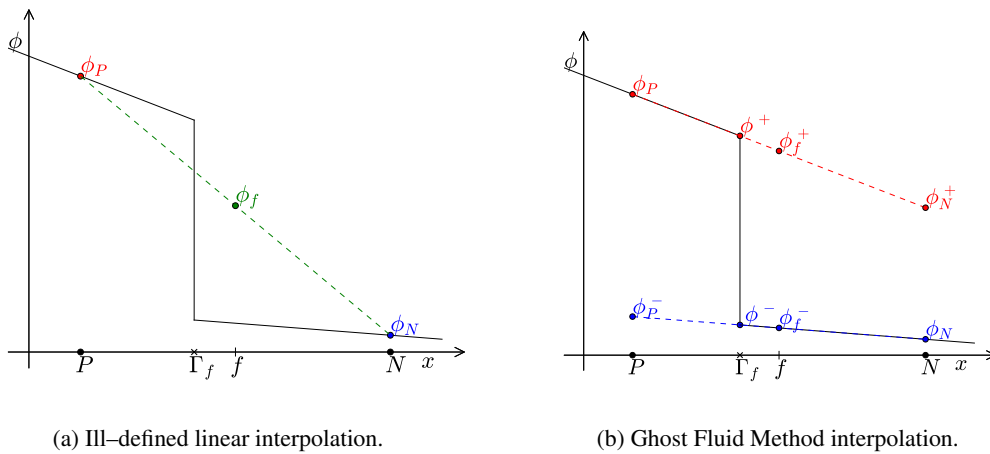 ϕ
ϕ_P
ϕ_f
ϕ_N
P Γ_f f N x
(a) Ill–defined linear interpolation.
ϕ
ϕ_P
ϕ^+
ϕ_f^+
ϕ_N^+
ϕ_P^-
ϕ^- ϕ_f^-
ϕ_N
P Γ_f f N x
(b) Ghost Fluid Method interpolation.